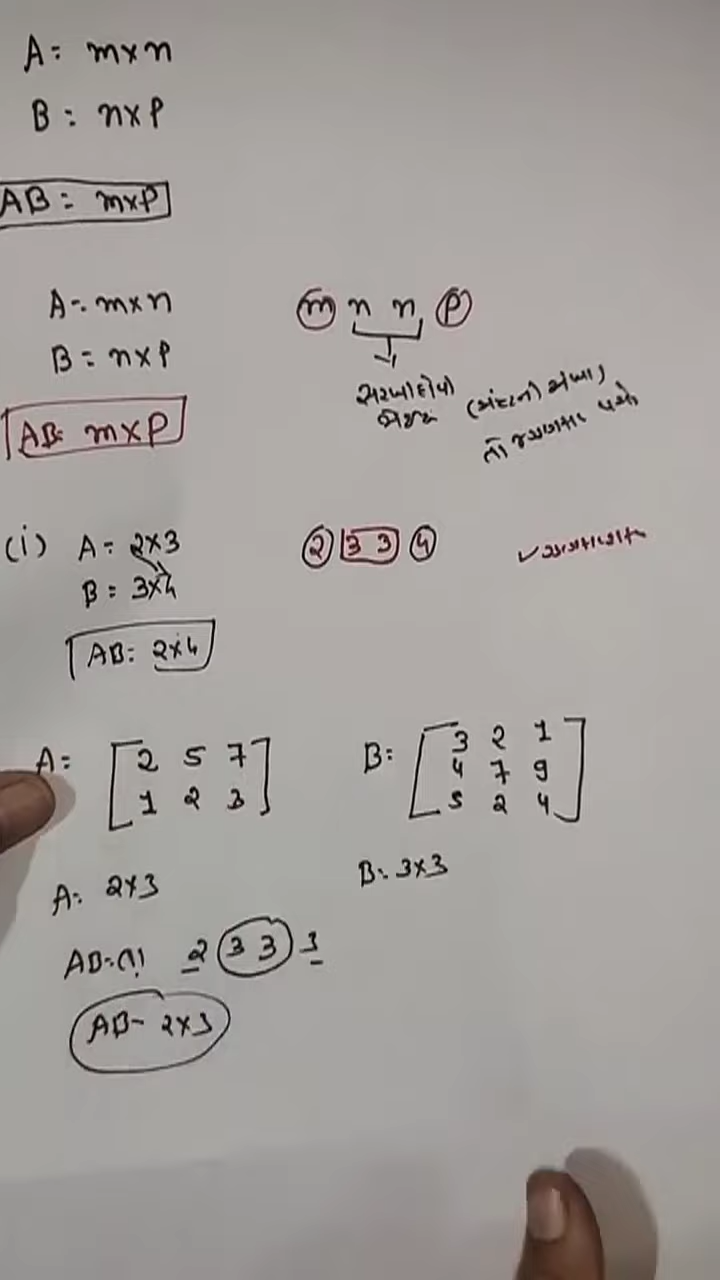 A = m×n
B = n×p
AB = m×p
A = m×n
B = n×p
AB = m×p
m n n p
(i) A = 2×3
B = 3×4
AB = 2×4
2 3 3 4
A = [2 5 7
1 2 3]
B = [3 2 1
4 7 9
5 2 4]
A = 2×3
B = 3×3
AB = 2 3 3 3
AB - 2×3